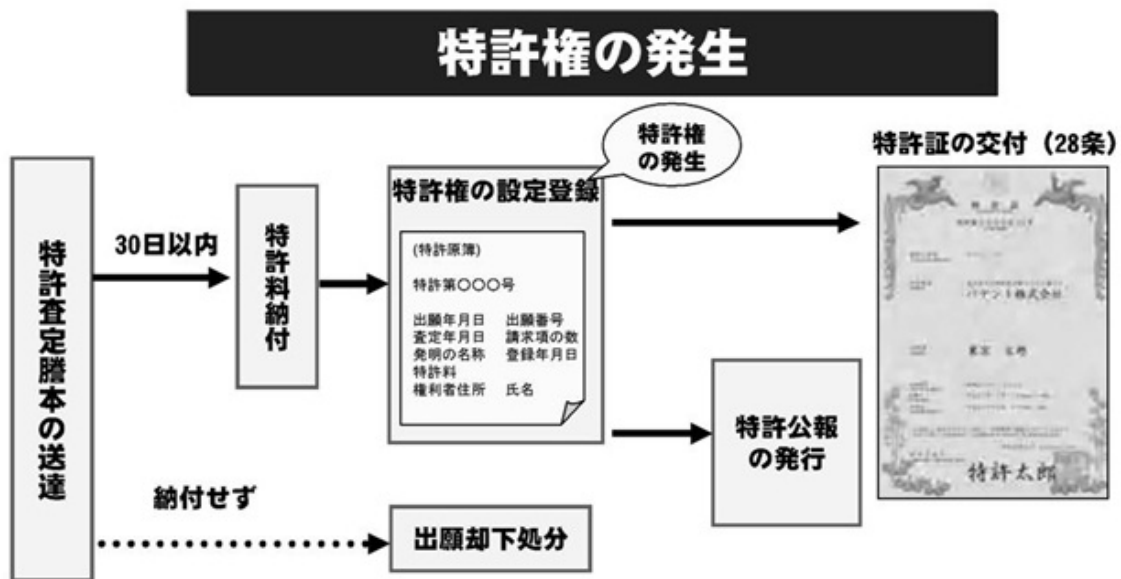 特許権の発生
特許権
の発生
特許証の交付（28条）
特許査定謄本の送達
30日以内
特許料納付
特許権の設定登録
(特許原簿)
特許第〇〇〇号
出願年月日　出願番号
査定年月日　請求項の数
発明の名称　登録年月日
特許料
権利者住所　氏名
特許公報
の発行
納付せず
出願却下処分
特許証
パテント株式会社
特許太郎